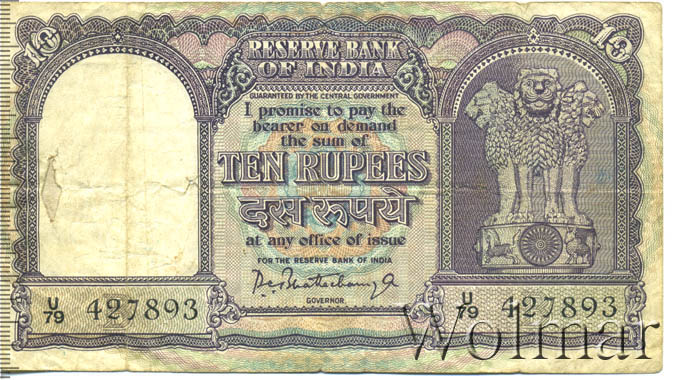 10 10
RESERVE BANK
OF INDIA
GUARANTEED BY THE CENTRAL GOVERNMENT
I promise to pay the
bearer on demand
the sum of
TEN RUPEES
दस रूपये
at any office of issue
FOR THE RESERVE BANK OF INDIA
GOVERNOR
U/79 427893
U/79 427893
Wolmar